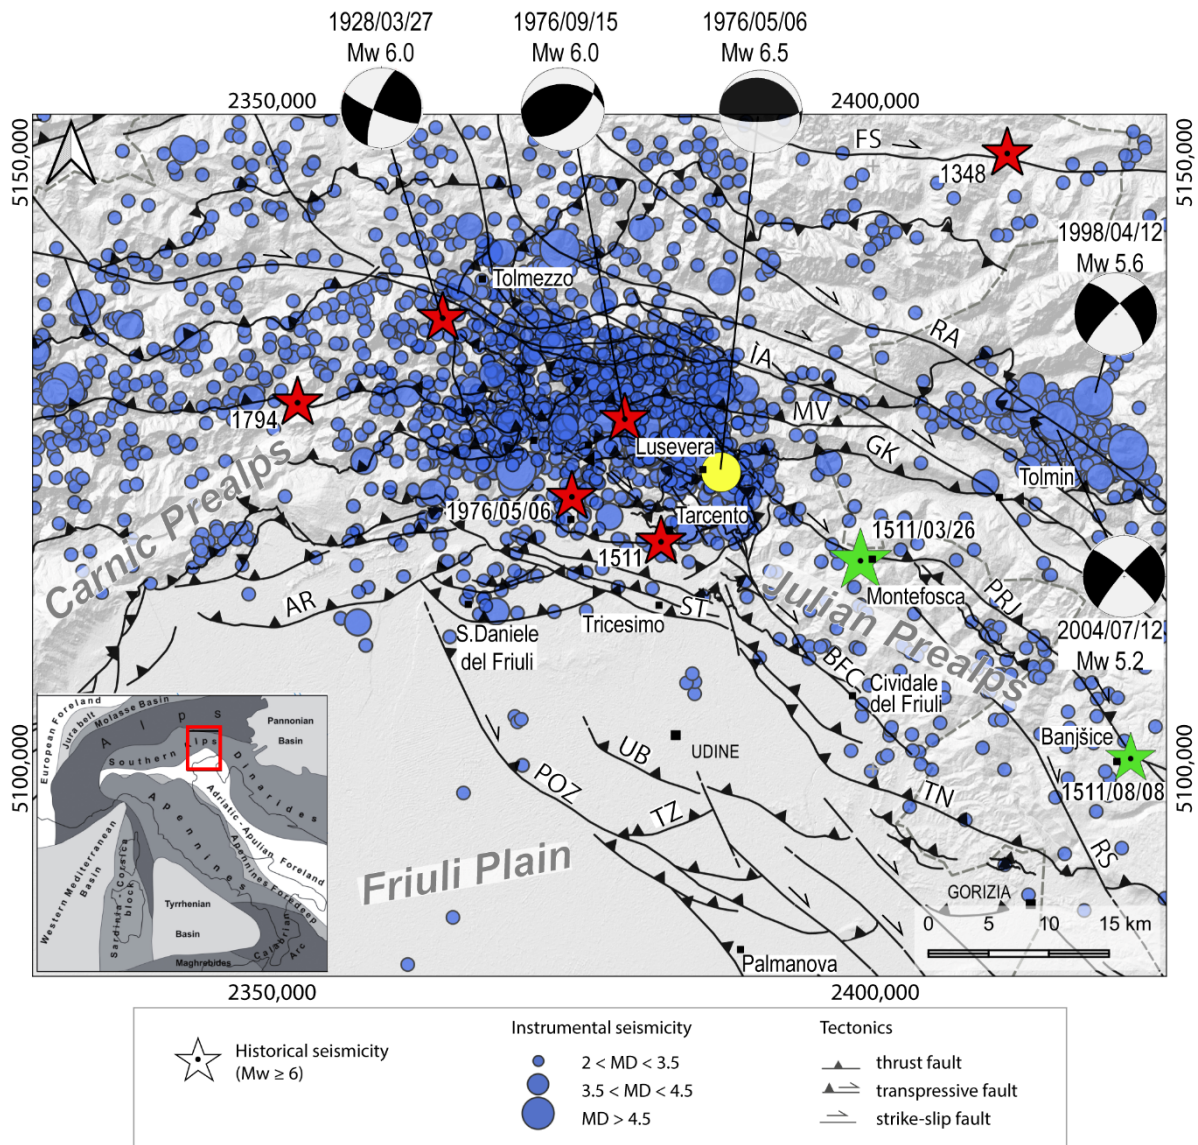 1928/03/27
Mw 6.0
1976/09/15
Mw 6.0
1976/05/06
Mw 6.5
2350,000
2400,000
5150,000
5150,000
FS
1348
1998/04/12
Mw 5.6
Tolmezzo
RA
IA
1794
MV
Lusevera
GK
Tolmin
Carnic Prealps
1976/05/06
Tarcento
1511
1511/03/26
Montefosca
Julian Prealps
PRJ
AR
ST
S.Daniele
del Friuli
Tricesimo
BFC
2004/07/12
Mw 5.2
Cividale
del Friuli
Banjšice
1511/08/08
5100,000
5100,000
UDINE
UB
POZ
TZ
TN
RS
Friuli Plain
GORIZIA
Palmanova
0 5 10 15 km
European Foreland
Jura belt
Molasse Basin
Alps
Pannonian
Basin
Southern Alps
Dinarides
Adriatic - Apulian Foreland
Apennines
Apennines Foredeep
Western Mediterranean
Basin
Sardinia - Corsica
block
Tyrrhenian
Basin
Calabrian
Arc
Maghrebides
2350,000
2400,000
Historical seismicity
(Mw ≥ 6)
Instrumental seismicity
2 < MD < 3.5
3.5 < MD < 4.5
MD > 4.5
Tectonics
thrust fault
transpressive fault
strike-slip fault